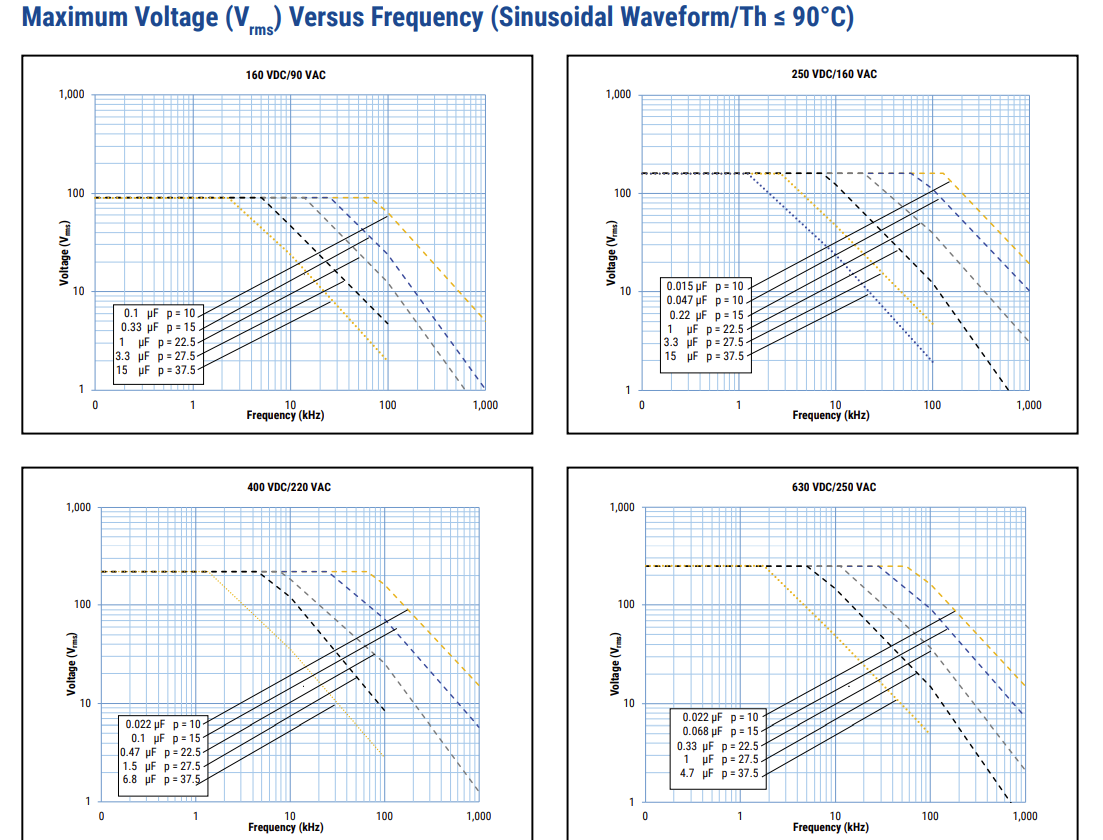 Maximum Voltage (Vrms) Versus Frequency (Sinusoidal Waveform/Th ≤ 90°C)
160 VDC/90 VAC
1,000
100
10
1
Voltage (Vrms)
0.1 µF p = 10
0.33 µF p = 15
1 µF p = 22.5
3.3 µF p = 27.5
15 µF p = 37.5
0 1 10 100 1,000
Frequency (kHz)
250 VDC/160 VAC
1,000
100
10
1
Voltage (Vrms)
0.015 µF p = 10
0.047 µF p = 10
0.22 µF p = 15
1 µF p = 22.5
3.3 µF p = 27.5
15 µF p = 37.5
0 1 10 100 1,000
Frequency (kHz)
400 VDC/220 VAC
1,000
100
10
1
Voltage (Vrms)
0.022 µF p = 10
0.1 µF p = 15
0.47 µF p = 22.5
1.5 µF p = 27.5
6.8 µF p = 37.5
0 1 10 100 1,000
Frequency (kHz)
630 VDC/250 VAC
1,000
100
10
1
Voltage (Vrms)
0.022 µF p = 10
0.068 µF p = 15
0.33 µF p = 22.5
1 µF p = 27.5
4.7 µF p = 37.5
0 1 10 100 1,000
Frequency (kHz)